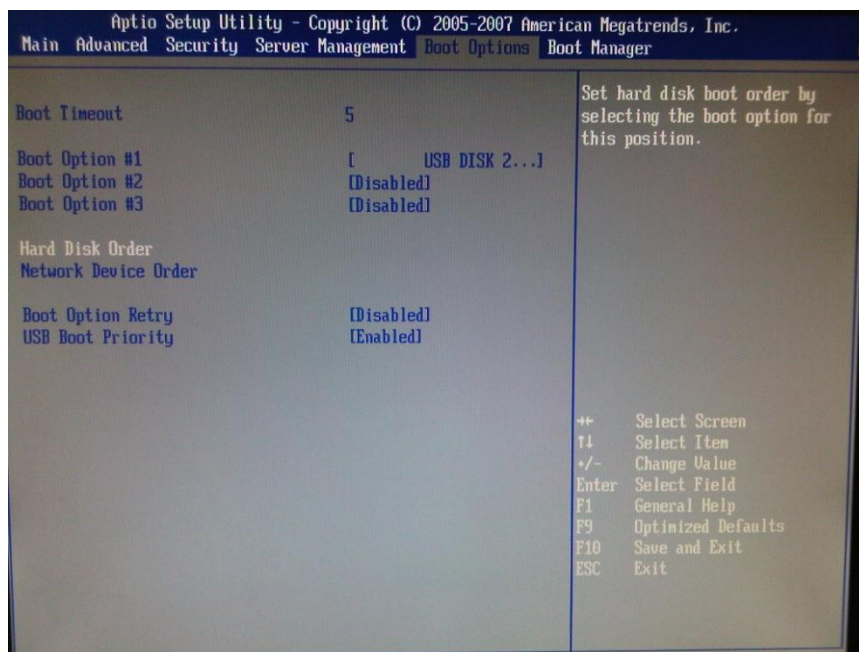 Aptio Setup Utility - Copyright (C) 2005-2007 American Megatrends, Inc.
Main Advanced Security Server Management Boot Options Boot Manager
Boot Timeout 5
Boot Option #1 [ USB DISK 2...]
Boot Option #2 [Disabled]
Boot Option #3 [Disabled]
Hard Disk Order
Network Device Order
Boot Option Retry [Disabled]
USB Boot Priority [Enabled]
Set hard disk boot order by
selecting the boot option for
this position.
→← Select Screen
↑↓ Select Item
+/- Change Value
Enter Select Field
F1 General Help
F9 Optimized Defaults
F10 Save and Exit
ESC Exit